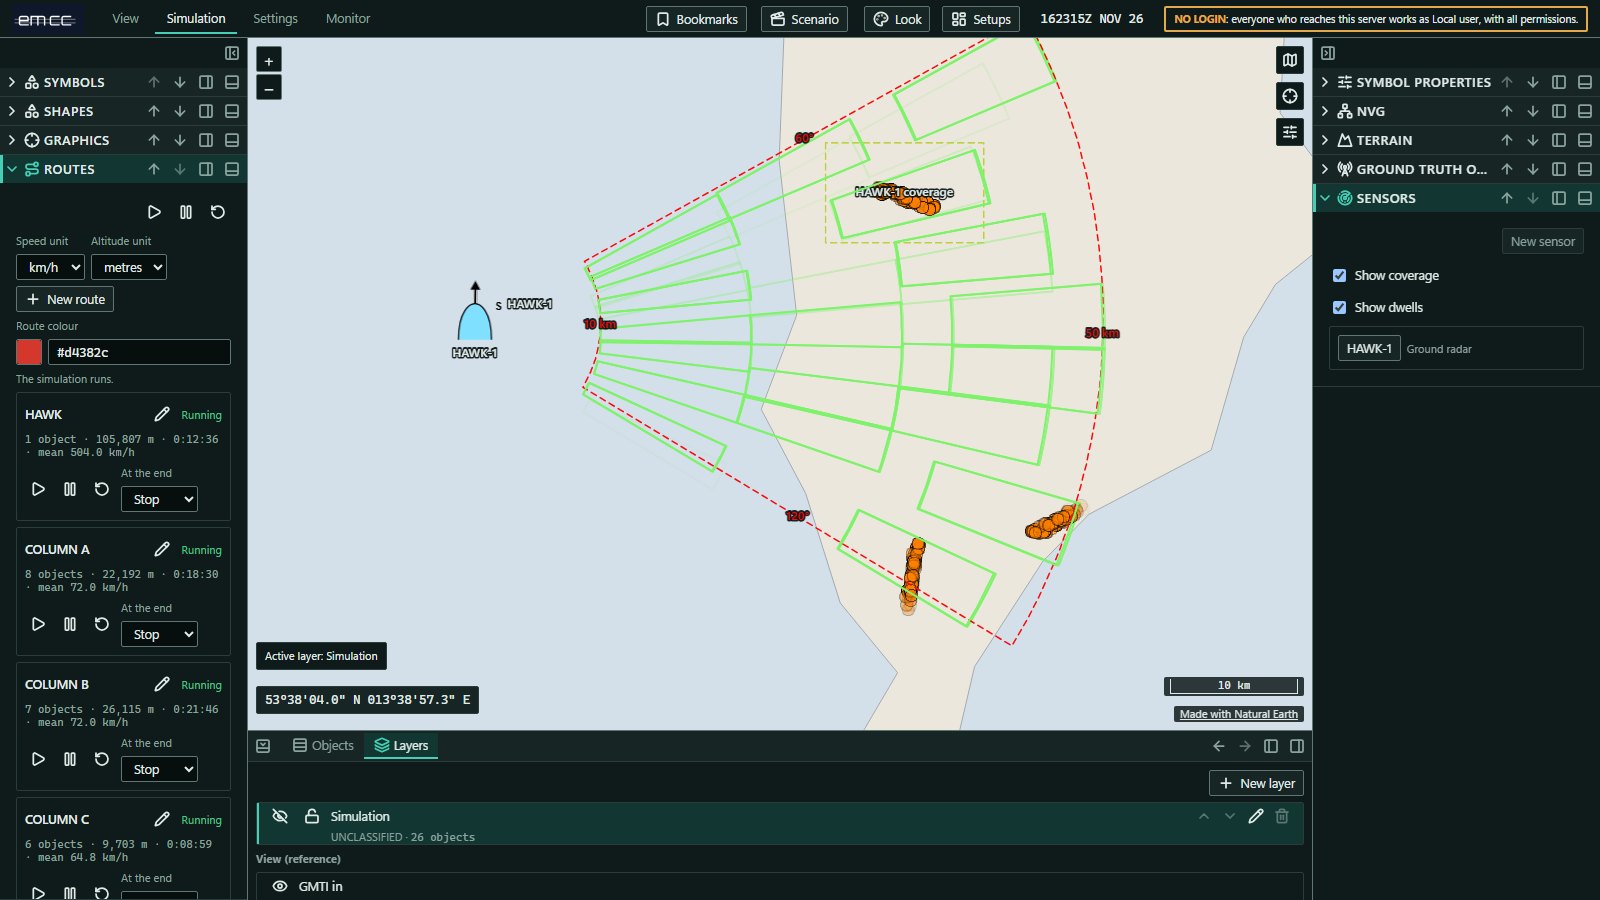 emcc
View
Simulation
Settings
Monitor
Bookmarks
Scenario
Look
Setups
162315Z NOV 26
NO LOGIN: everyone who reaches this server works as Local user, with all permissions.
SYMBOLS
SHAPES
GRAPHICS
ROUTES
Speed unit
Altitude unit
km/h
metres
New route
Route colour
#d4382c
The simulation runs.
HAWK
Running
1 object · 105,807 m · 0:12:36
· mean 504.0 km/h
At the end
Stop
COLUMN A
Running
8 objects · 22,192 m · 0:18:30
· mean 72.0 km/h
At the end
Stop
COLUMN B
Running
7 objects · 26,115 m · 0:21:46
· mean 72.0 km/h
At the end
Stop
COLUMN C
Running
6 objects · 9,703 m · 0:08:59
· mean 64.8 km/h
At the end
+
−
60°
HAWK-1 coverage
S HAWK-1
HAWK-1
10 km
50 km
120°
Active layer: Simulation
53°38'04.0" N 013°38'57.3" E
10 km
Made with Natural Earth
Objects
Layers
New layer
Simulation
UNCLASSIFIED · 26 objects
View (reference)
GMTI in
SYMBOL PROPERTIES
NVG
TERRAIN
GROUND TRUTH O...
SENSORS
New sensor
Show coverage
Show dwells
HAWK-1
Ground radar